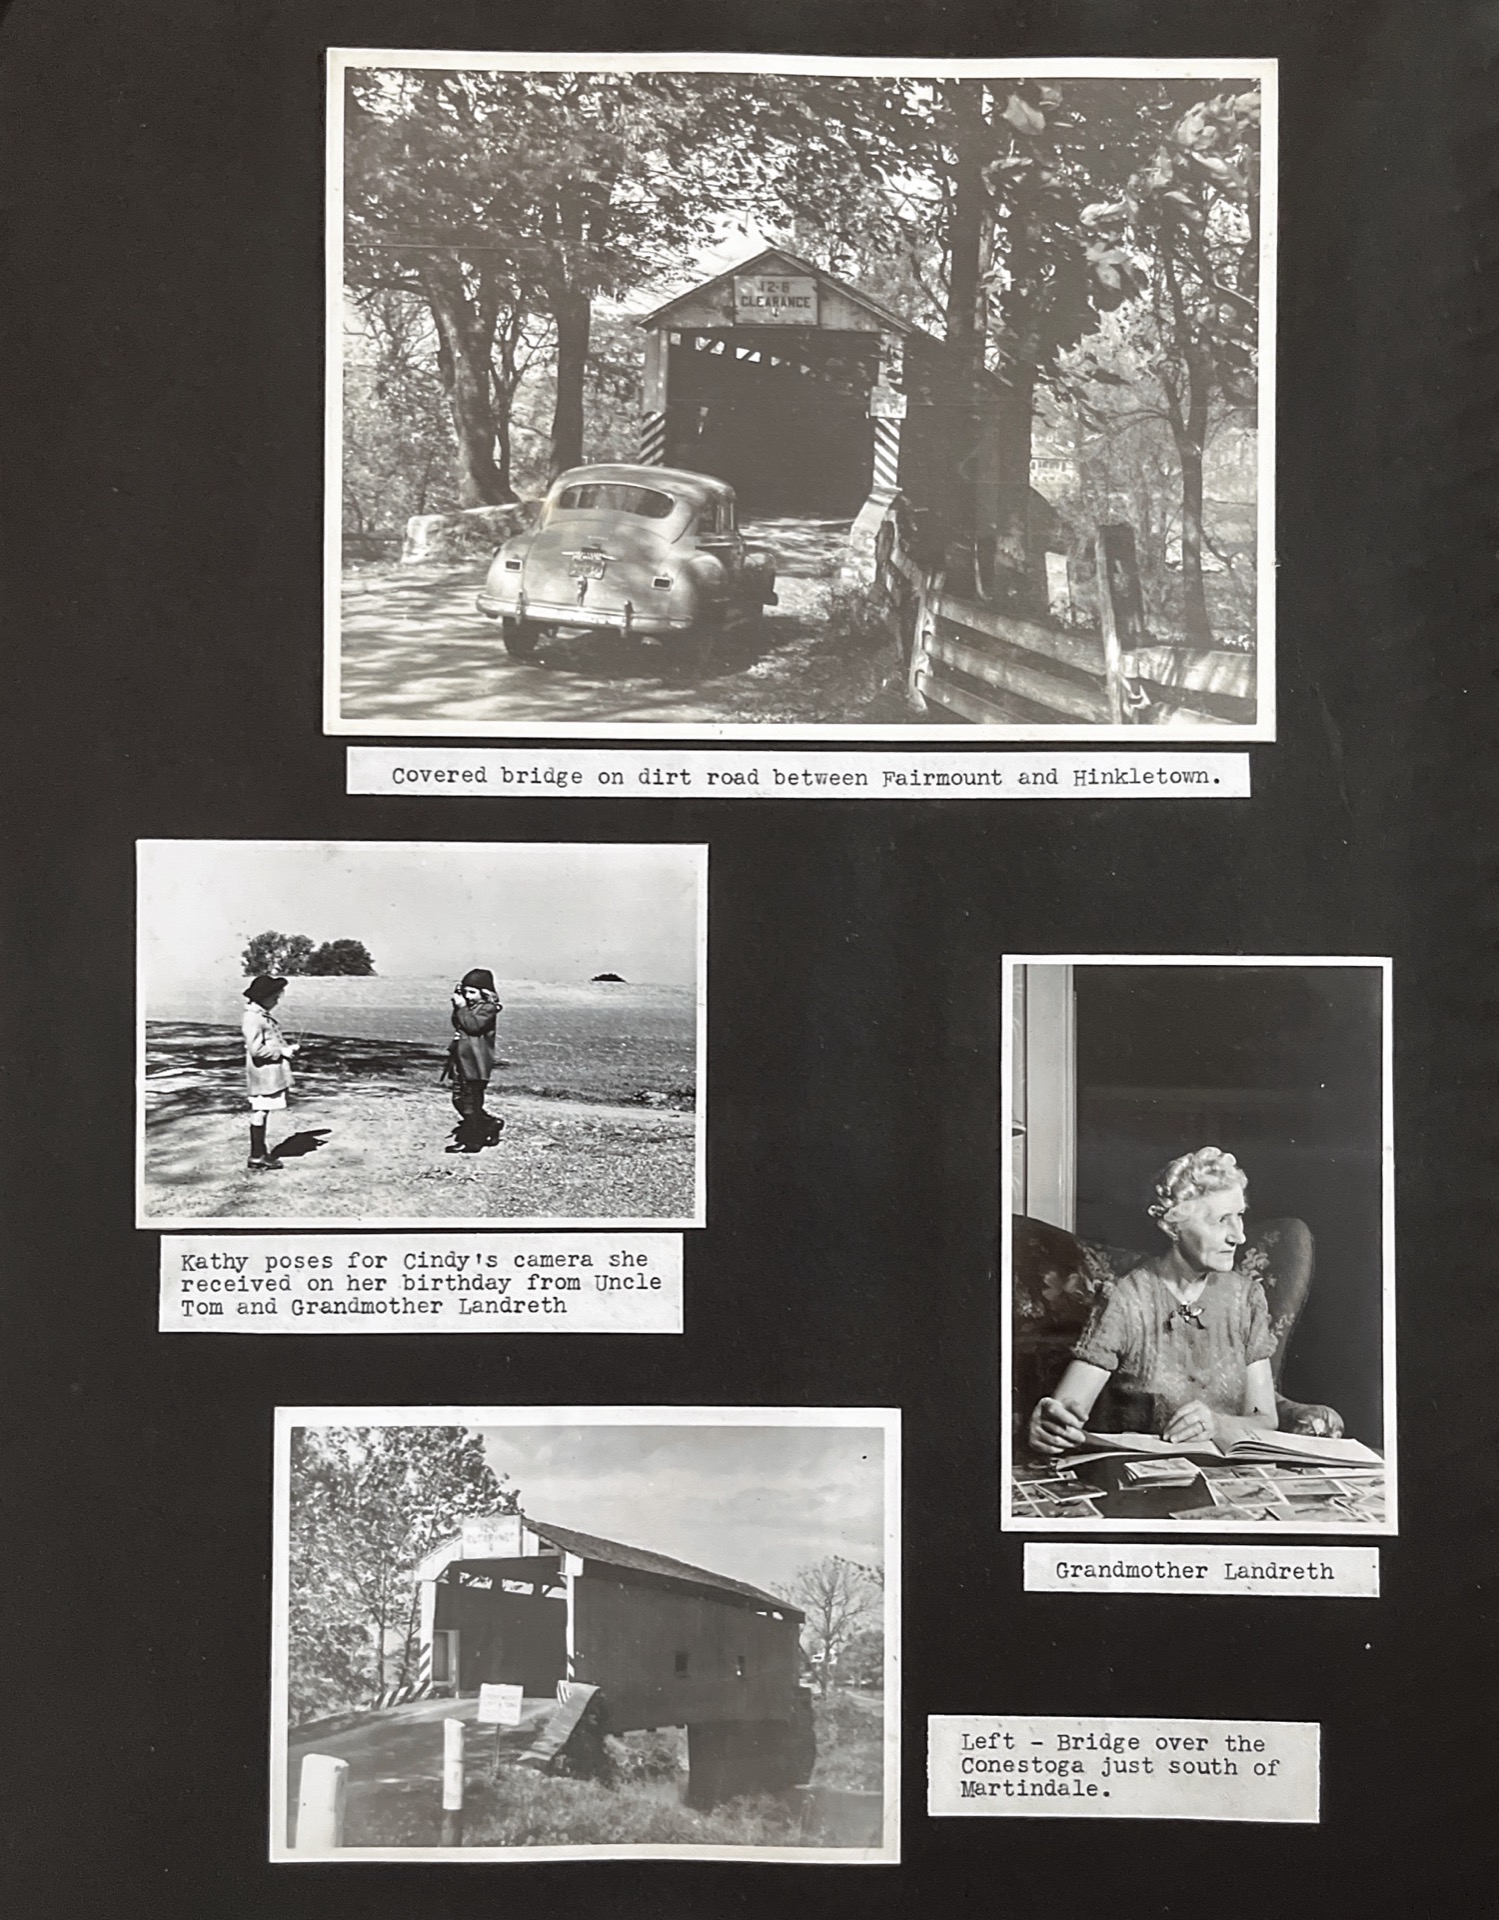 12-6
CLEARANCE
Covered bridge on dirt road between Fairmount and Hinkletown.
Kathy poses for Cindy's camera she
received on her birthday from Uncle
Tom and Grandmother Landreth
Grandmother Landreth
CLEARANCE
Left - Bridge over the
Conestoga just south of
Martindale.